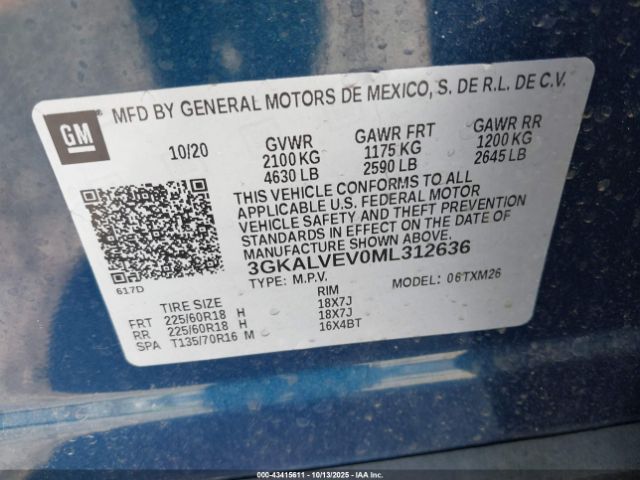 GM
MFD BY GENERAL MOTORS DE MEXICO, S. DE R.L. DE C.V.
10/20 GVWR GAWR FRT GAWR RR
2100 KG 1175 KG 1200 KG
4630 LB 2590 LB 2645 LB
THIS VEHICLE CONFORMS TO ALL
APPLICABLE U.S. FEDERAL MOTOR
VEHICLE SAFETY AND THEFT PREVENTION
STANDARDS IN EFFECT ON THE DATE OF
MANUFACTURE SHOWN ABOVE.
3GKALVEV0ML312636
617D
TYPE: M.P.V. MODEL: 06TXM26
TIRE SIZE RIM
FRT 225/60R18 H 18X7J
RR 225/60R18 H 18X7J
SPA T135/70R16 M 16X4BT
000-43415611 - 10/13/2025 - IAAI.